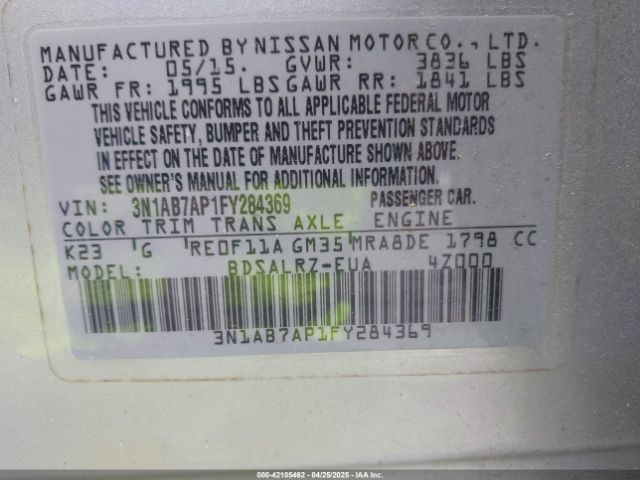 MANUFACTURED BY NISSAN MOTOR CO., LTD.
DATE: 05/15. GVWR: 3836 LBS
GAWR FR: 1995 LBS GAWR RR: 1841 LBS
THIS VEHICLE CONFORMS TO ALL APPLICABLE FEDERAL MOTOR
VEHICLE SAFETY, BUMPER AND THEFT PREVENTION STANDARDS
IN EFFECT ON THE DATE OF MANUFACTURE SHOWN ABOVE.
SEE OWNER'S MANUAL FOR ADDITIONAL INFORMATION.
VIN: 3N1AB7AP1FY284369 PASSENGER CAR.
COLOR TRIM TRANS AXLE ENGINE
K23 G RE0F11A GM35 MRA8DE 1798 CC
MODEL: BDSALRZ-EUA 4Z000
3N1AB7AP1FY284369
000-42105462 | 04/25/2025 | IAA, Inc.